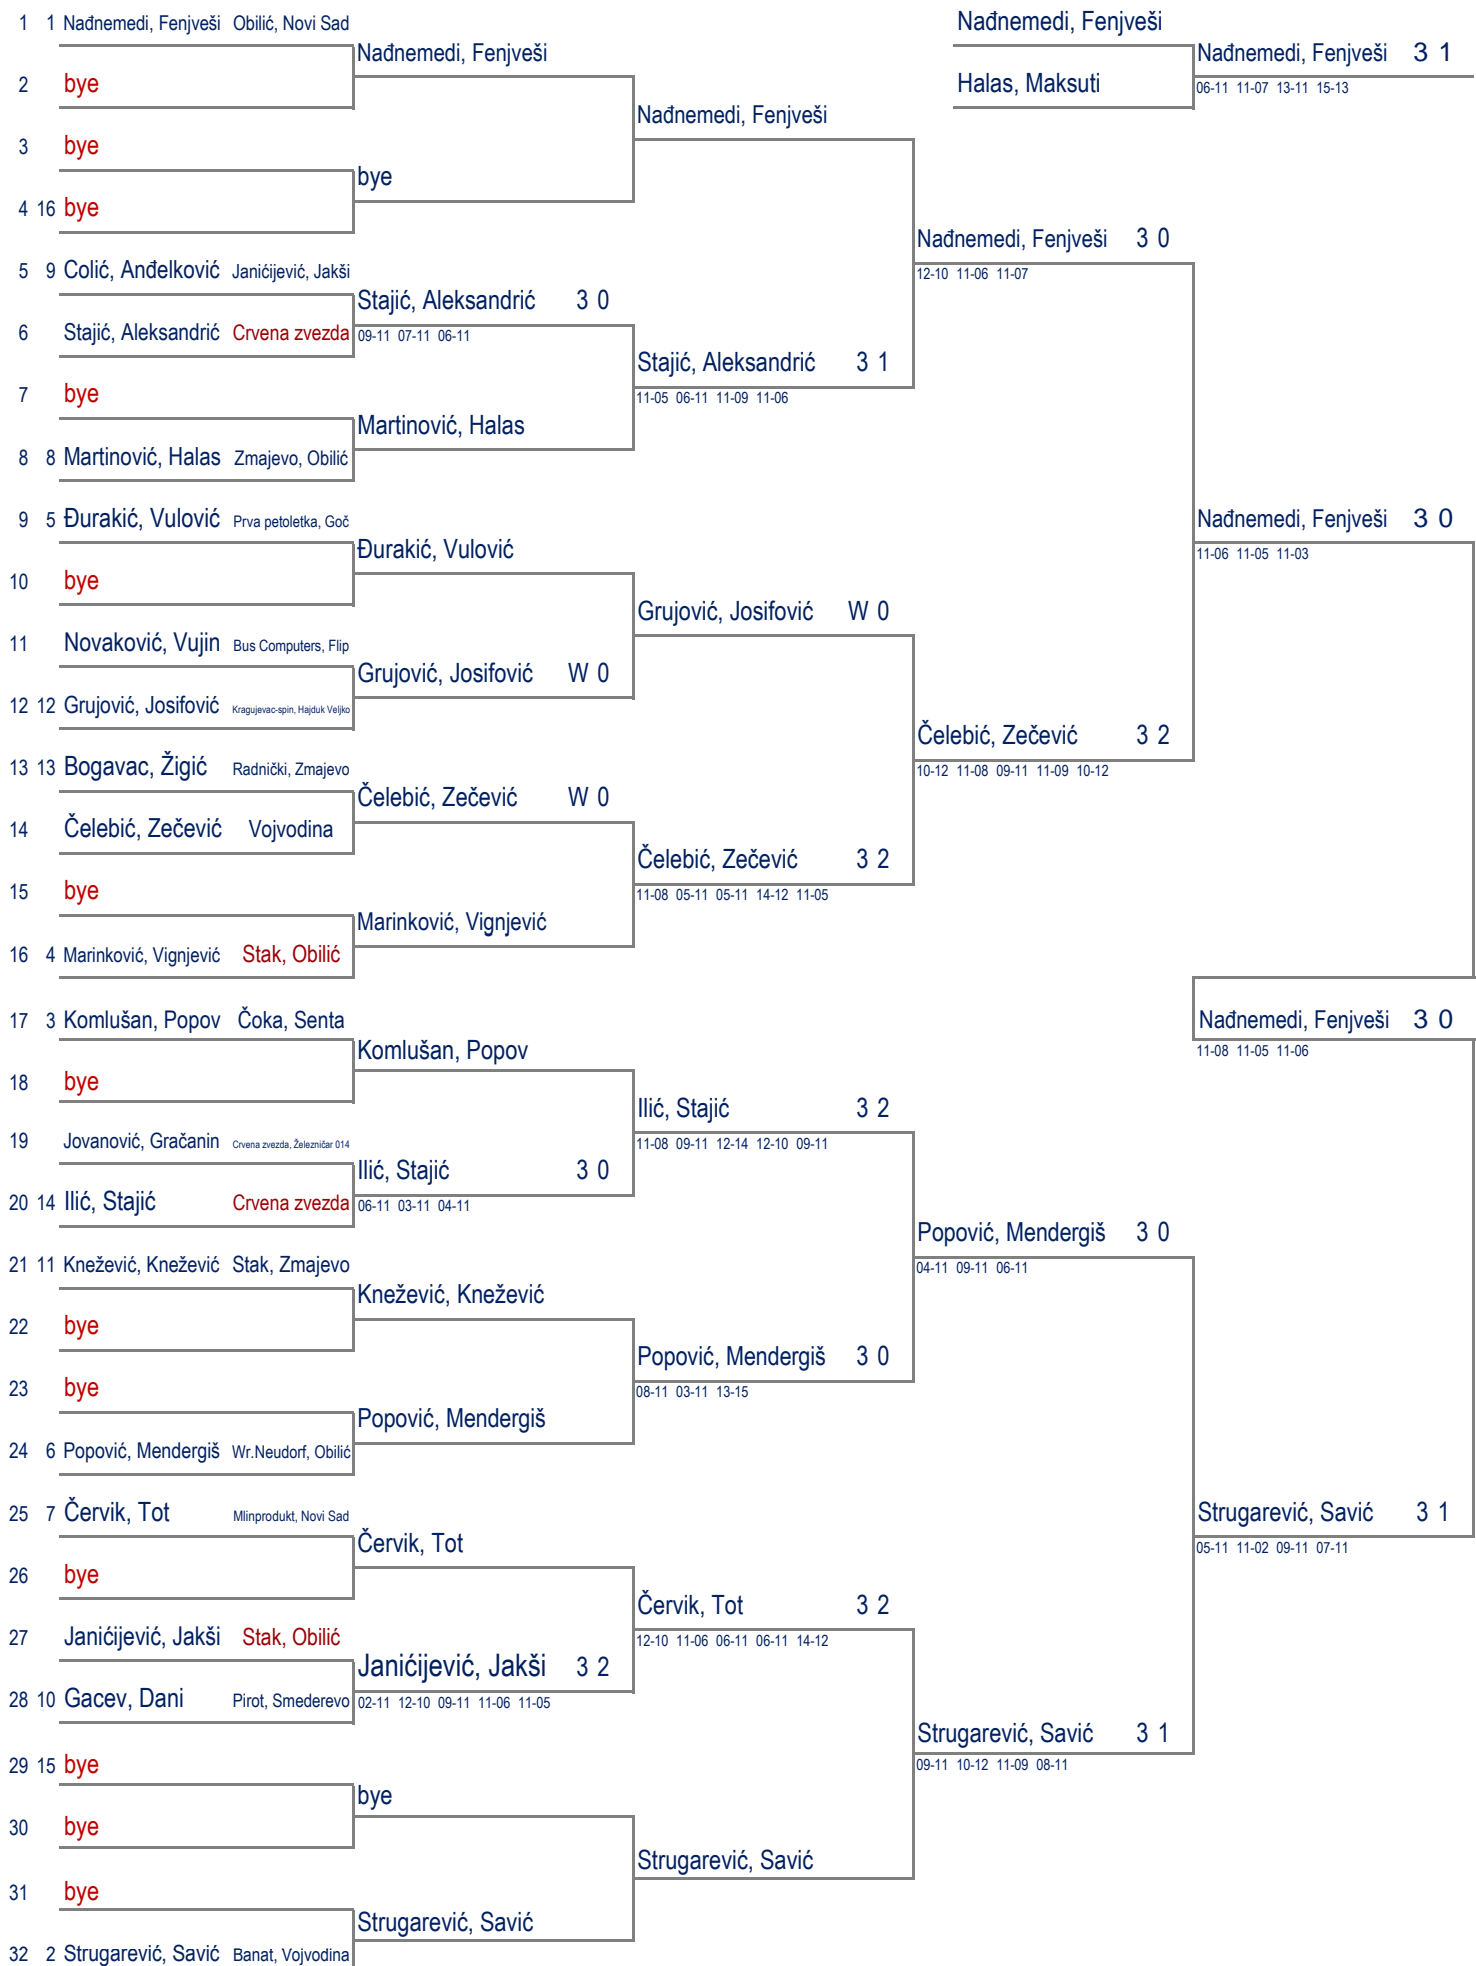 1 1 Nađnemedi, Fenjveši Obilić, Novi Sad
Nađnemedi, Fenjveši
Nađnemedi, Fenjveši
Nađnemedi, Fenjveši 3 1
2 bye
Halas, Maksuti
06-11 11-07 13-11 15-13
Nađnemedi, Fenjveši
3 bye
bye
4 16 bye
Nađnemedi, Fenjveši 3 0
12-10 11-06 11-07
5 9 Colić, Anđelković Janićijević, Jakši
Stajić, Aleksandrić 3 0
6 Stajić, Aleksandrić Crvena zvezda
09-11 07-11 06-11
Stajić, Aleksandrić 3 1
11-05 06-11 11-09 11-06
7 bye
Martinović, Halas
8 8 Martinović, Halas Zmajevo, Obilić
9 5 Đurakić, Vulović Prva petoletka, Goč
Nađnemedi, Fenjveši 3 0
11-06 11-05 11-03
Đurakić, Vulović
10 bye
Grujović, Josifović W 0
11 Novaković, Vujin Bus Computers, Flip
Grujović, Josifović W 0
12 12 Grujović, Josifović Kragujevac-spin, Hajduk Veljko
Čelebić, Zečević 3 2
10-12 11-08 09-11 11-09 10-12
13 13 Bogavac, Žigić Radnički, Zmajevo
Čelebić, Zečević W 0
14 Čelebić, Zečević Vojvodina
Čelebić, Zečević 3 2
11-08 05-11 05-11 14-12 11-05
15 bye
Marinković, Vignjević
16 4 Marinković, Vignjević Stak, Obilić
17 3 Komlušan, Popov Čoka, Senta
Nađnemedi, Fenjveši 3 0
11-08 11-05 11-06
Komlušan, Popov
18 bye
Ilić, Stajić 3 2
11-08 09-11 12-14 12-10 09-11
19 Jovanović, Gračanin Crvena zvezda, Železničar 014
Ilić, Stajić 3 0
20 14 Ilić, Stajić Crvena zvezda
06-11 03-11 04-11
Popović, Mendergiš 3 0
04-11 09-11 06-11
21 11 Knežević, Knežević Stak, Zmajevo
Knežević, Knežević
22 bye
Popović, Mendergiš 3 0
08-11 03-11 13-15
23 bye
Popović, Mendergiš
24 6 Popović, Mendergiš Wr.Neudorf, Obilić
25 7 Červik, Tot Mlinprodukt, Novi Sad
Strugarević, Savić 3 1
05-11 11-02 09-11 07-11
Červik, Tot
26 bye
Červik, Tot 3 2
12-10 11-06 06-11 06-11 14-12
27 Janićijević, Jakši Stak, Obilić
Janićijević, Jakši 3 2
28 10 Gacev, Dani Pirot, Smederevo
02-11 12-10 09-11 11-06 11-05
Strugarević, Savić 3 1
09-11 10-12 11-09 08-11
29 15 bye
bye
30 bye
Strugarević, Savić
31 bye
Strugarević, Savić
32 2 Strugarević, Savić Banat, Vojvodina